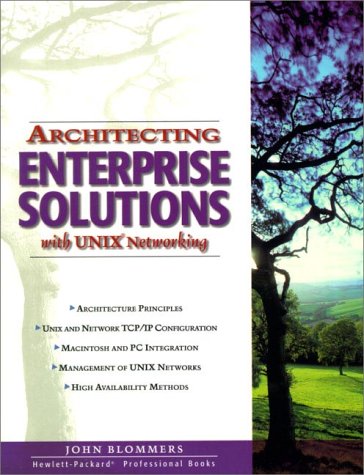 ARCHITECTING
ENTERPRISE
SOLUTIONS
with UNIX® NETWORKING
▶ ARCHITECTURE PRINCIPLES
▶ UNIX AND NETWORK TCP/IP CONFIGURATION
▶ MACINTOSH AND PC INTEGRATION
▶ MANAGEMENT OF UNIX NETWORKS
▶ HIGH AVAILABILITY METHODS
JOHN BLOMMERS
Hewlett-Packard® Professional Books